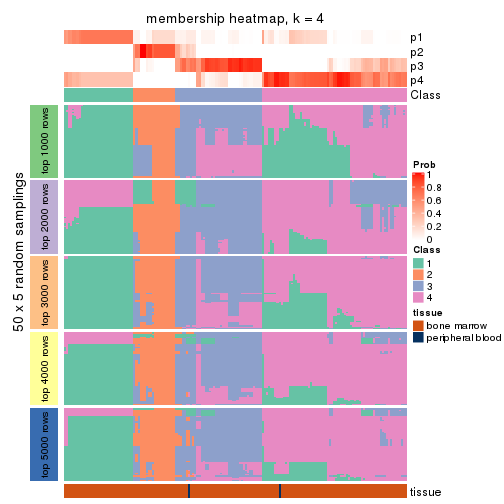 membership heatmap, k = 4
p1
p2
p3
p4
Class
50 x 5 random samplings
top 1000 rows
top 2000 rows
top 3000 rows
top 4000 rows
top 5000 rows
tissue
Prob
1
0.8
0.6
0.4
0.2
0
Class
1
2
3
4
tissue
bone marrow
peripheral blood